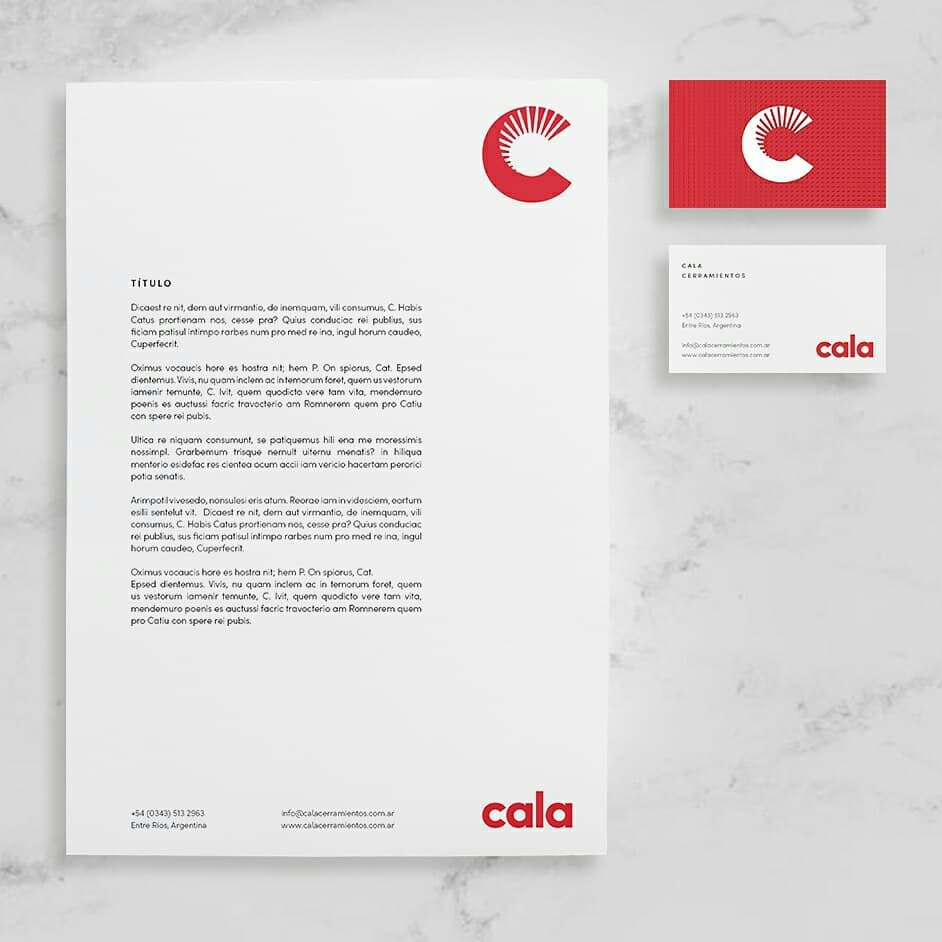 TÍTULO
Dicaest re nit, dem aut virmantio, de inemquam, vili consumus, C. Habis
Catus prortienam nos, cesse pra? Quius conduciac rei publius, sus
ficiam patisul intimpo rarbes num pro med re ina, ingul horum caudeo,
Cuperfecrit.
Oximus vocaucis hore es hostra nit; hem P. On spiorus, Cat. Epsed
dientemus. Vivis, nu quam inclem ac in temorum foret, quem us vestorum
iamenir temunte, C. Ivit, quem quodicto vere tam vita, mendemuro
poenis es auctussi facric travocterio am Romnerem quem pro Catiu
con spere rei pubis.
Ultica re niquam consumunt, se patiquemus hili ena me moressimis
nossimpl. Grarbemum trisque nernult uiternu menatis? in hiliqua
menterio esidefac res cientea ocum accii iam vericio hacertam perorici
potia senatis.
Arimpotil vivesedo, nonsulesi eris atum. Reorae iam in videsciem, eortum
esilii sentelut vit. Dicaest re nit, dem aut virmantio, de inemquam, vili
consumus, C. Habis Catus prortienam nos, cesse pra? Quius conduciac
rei publius, sus ficiam patisul intimpo rarbes num pro med re ina, ingul
horum caudeo, Cuperfecrit.
Oximus vocaucis hore es hostra nit; hem P. On spiorus, Cat.
Epsed dientemus. Vivis, nu quam inclem ac in temorum foret, quem
us vestorum iamenir temunte, C. Ivit, quem quodicto vere tam vita,
mendemuro poenis es auctussi facric travocterio am Romnerem quem
pro Catiu con spere rei pubis.
+54 (0343) 513 2963
Entre Ríos, Argentina
info@calacerramientos.com.ar
www.calacerramientos.com.ar
cala
CALA
CERRAMIENTOS
+54 (0343) 513 2963
Entre Ríos, Argentina
info@calacerramientos.com.ar
www.calacerramientos.com.ar
cala